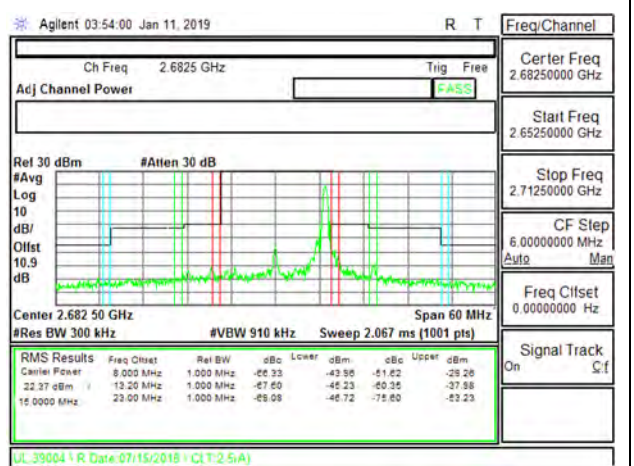 Agilent 03:54:00 Jan 11, 2019 R T
Freq/Channel
Ch Freq 2.6825 GHz Trig Free
Adj Channel Power
PASS
Center Freq
2.68250000 GHz
Start Freq
2.65250000 GHz
Stop Freq
2.71250000 GHz
CF Step
6.00000000 MHz
Auto Man
Freq Offset
0.00000000 Hz
Signal Track
On Off
Ref 30 dBm #Atten 30 dB
#Avg
Log
10
dB/
Offst
10.9
dB
Center 2.682 50 GHz Span 60 MHz
#Res BW 300 kHz #VBW 910 kHz Sweep 2.067 ms (1001 pts)
RMS Results Freq Offset Ref BW dBc Lower dBm dBc Upper dBm
Carrier Power 8.000 MHz 1.000 MHz -66.33 -43.96 -51.62 -29.26
22.37 dBm / 13.20 MHz 1.000 MHz -67.60 -45.23 -60.35 -37.98
15.0000 MHz 23.00 MHz 1.000 MHz -69.08 -46.72 -75.60 -53.23
UL:39004 \ R Date:07/15/2018 \ CLT:2.5(A)